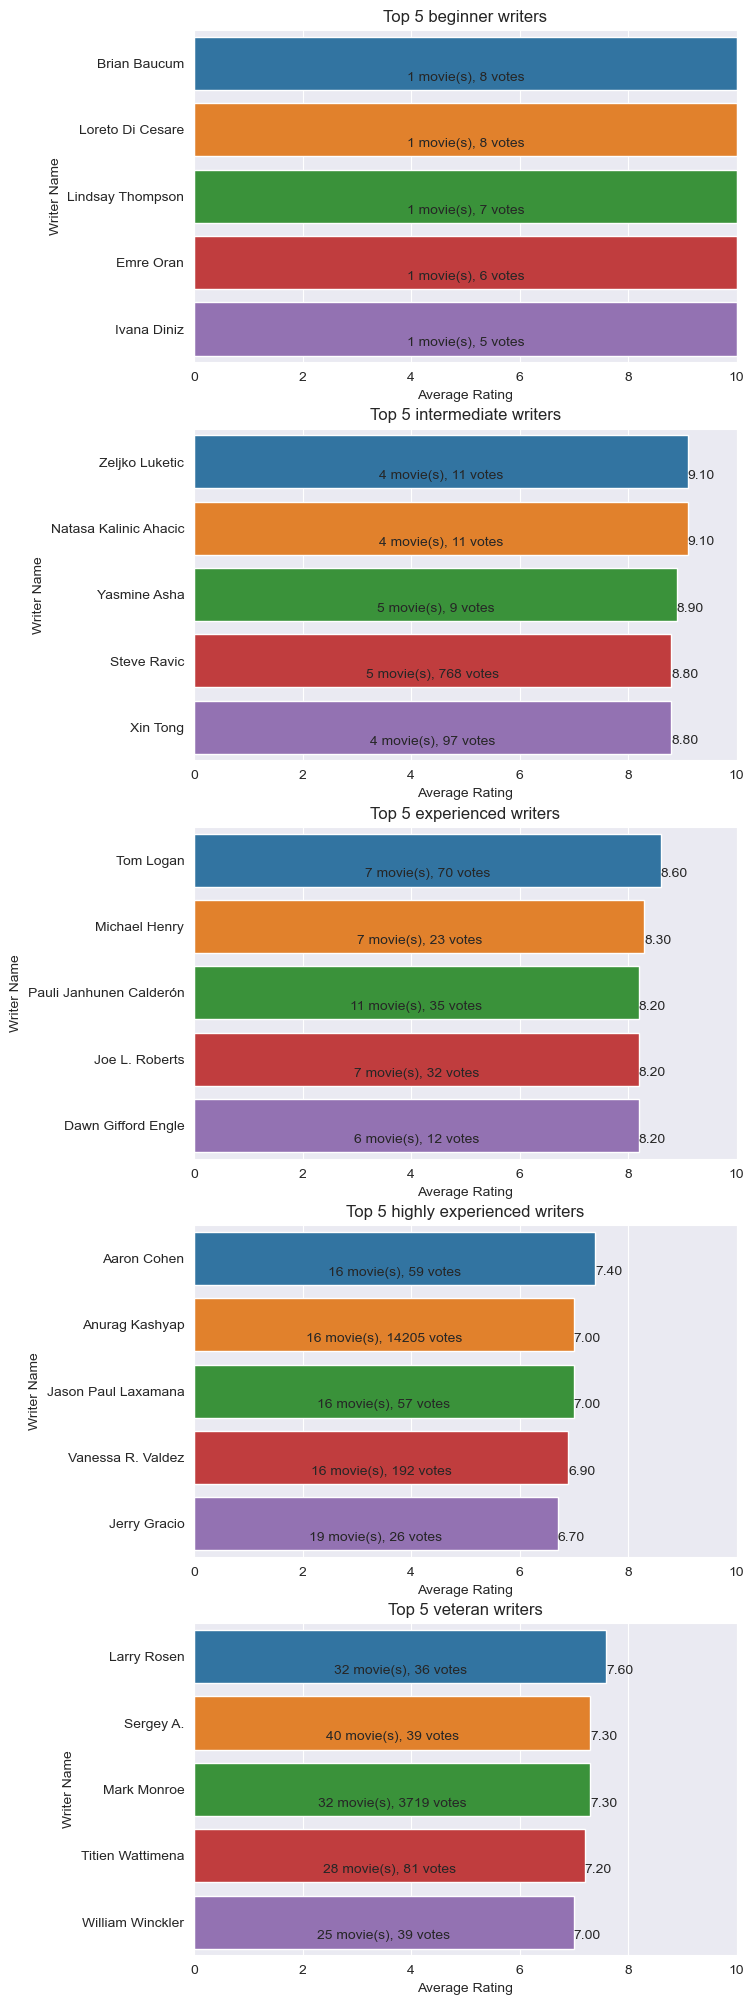 Top 5 beginner writers
Writer Name
Brian Baucum
1 movie(s), 8 votes
Loreto Di Cesare
1 movie(s), 8 votes
Lindsay Thompson
1 movie(s), 7 votes
Emre Oran
1 movie(s), 6 votes
Ivana Diniz
1 movie(s), 5 votes
0 2 4 6 8 10
Average Rating
Top 5 intermediate writers
Writer Name
Zeljko Luketic
4 movie(s), 11 votes 9.10
Natasa Kalinic Ahacic
4 movie(s), 11 votes 9.10
Yasmine Asha
5 movie(s), 9 votes 8.90
Steve Ravic
5 movie(s), 768 votes 8.80
Xin Tong
4 movie(s), 97 votes 8.80
0 2 4 6 8 10
Average Rating
Top 5 experienced writers
Writer Name
Tom Logan
7 movie(s), 70 votes 8.60
Michael Henry
7 movie(s), 23 votes 8.30
Pauli Janhunen Calderón
11 movie(s), 35 votes 8.20
Joe L. Roberts
7 movie(s), 32 votes 8.20
Dawn Gifford Engle
6 movie(s), 12 votes 8.20
0 2 4 6 8 10
Average Rating
Top 5 highly experienced writers
Writer Name
Aaron Cohen
16 movie(s), 59 votes 7.40
Anurag Kashyap
16 movie(s), 14205 votes 7.00
Jason Paul Laxamana
16 movie(s), 57 votes 7.00
Vanessa R. Valdez
16 movie(s), 192 votes 6.90
Jerry Gracio
19 movie(s), 26 votes 6.70
0 2 4 6 8 10
Average Rating
Top 5 veteran writers
Writer Name
Larry Rosen
32 movie(s), 36 votes 7.60
Sergey A.
40 movie(s), 39 votes 7.30
Mark Monroe
32 movie(s), 3719 votes 7.30
Titien Wattimena
28 movie(s), 81 votes 7.20
William Winckler
25 movie(s), 39 votes 7.00
0 2 4 6 8 10
Average Rating